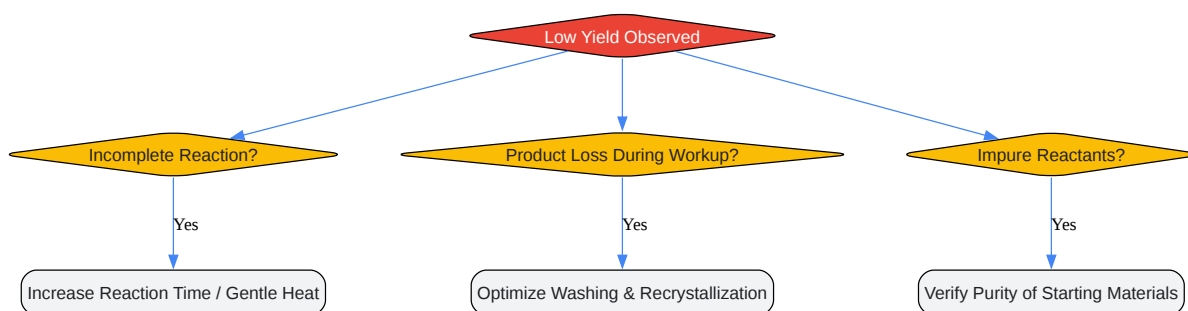 Low Yield Observed
Incomplete Reaction?
Product Loss During Workup?
Impure Reactants?
Yes
Yes
Yes
Increase Reaction Time / Gentle Heat
Optimize Washing & Recrystallization
Verify Purity of Starting Materials